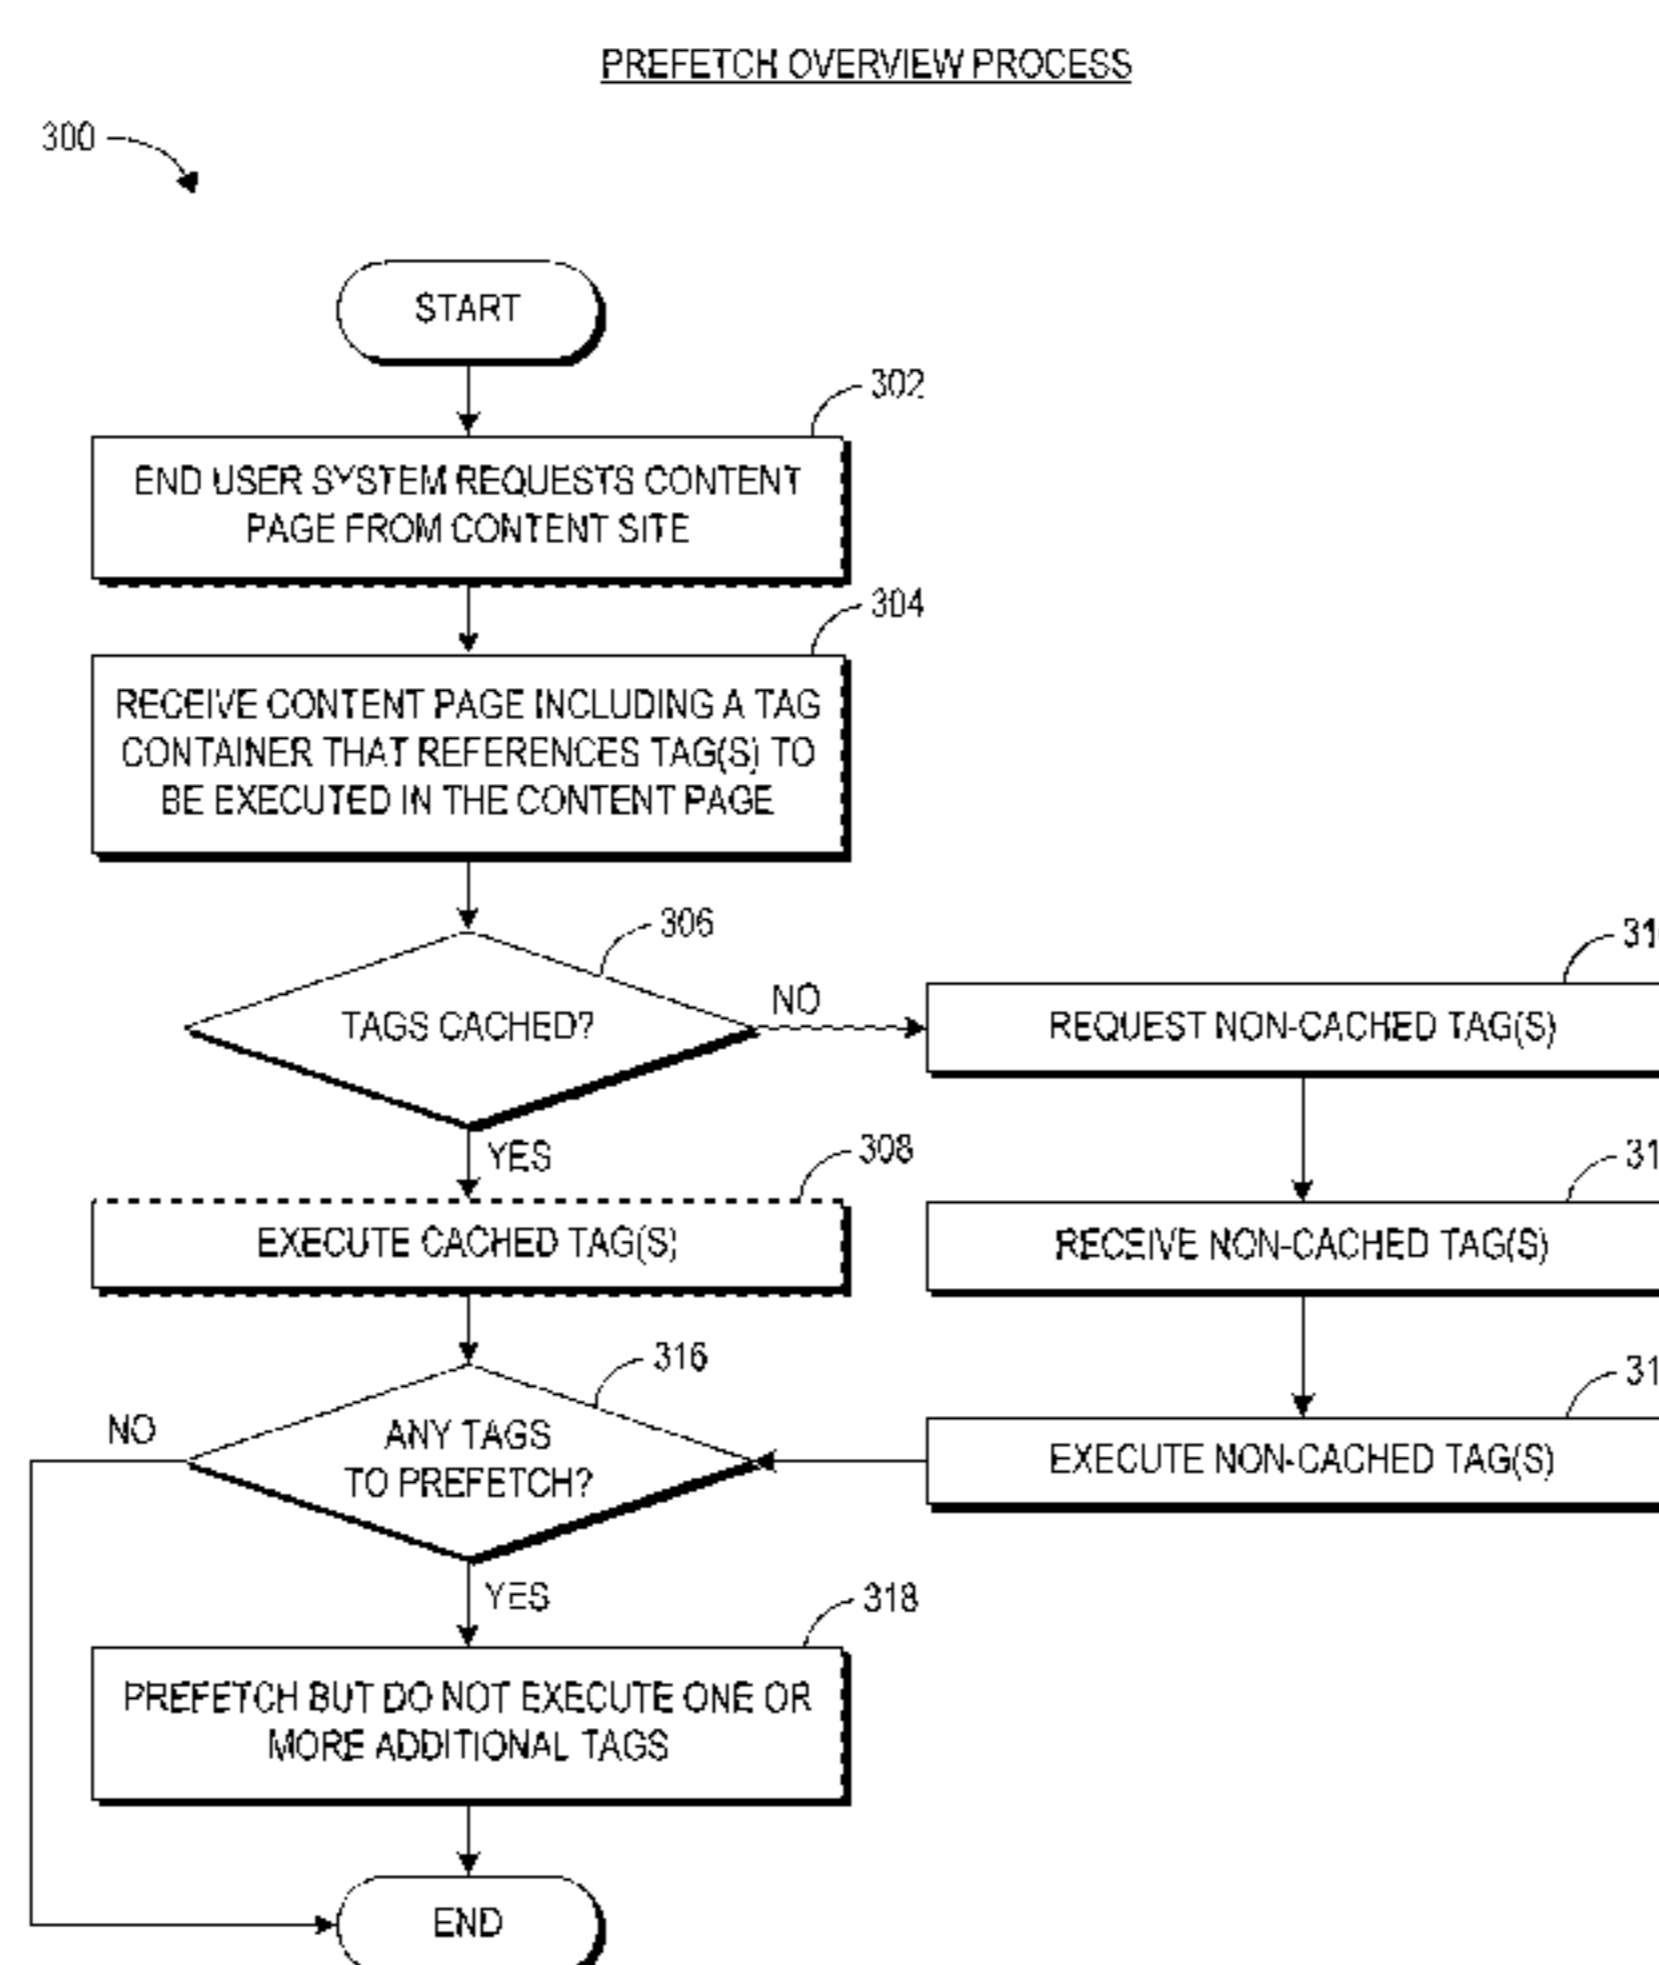 PREFETCH OVERVIEW PROCESS
300
START
302
END USER SYSTEM REQUESTS CONTENT
PAGE FROM CONTENT SITE
304
RECEIVE CONTENT PAGE INCLUDING A TAG
CONTAINER THAT REFERENCES TAG(S) TO
BE EXECUTED IN THE CONTENT PAGE
306
TAGS CACHED?
NO
REQUEST NON-CACHED TAG(S)
YES
308
EXECUTE CACHED TAG(S)
RECEIVE NON-CACHED TAG(S)
316
NO
ANY TAGS
TO PREFETCH?
EXECUTE NON-CACHED TAG(S)
YES
318
PREFETCH BUT DO NOT EXECUTE ONE OR
MORE ADDITIONAL TAGS
END